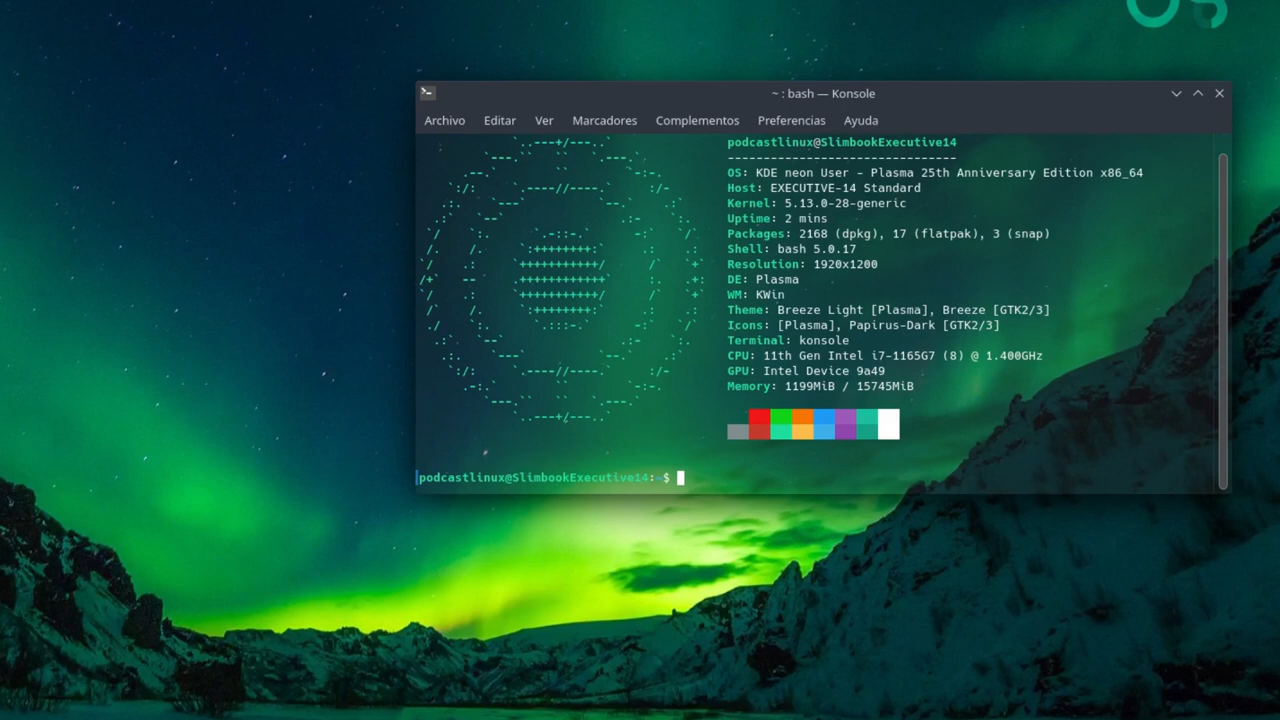 ~ : bash — Konsole
Archivo Editar Ver Marcadores Complementos Preferencias Ayuda
podcastlinux@SlimbookExecutive14
--------------------------------
OS: KDE neon User - Plasma 25th Anniversary Edition x86_64
Host: EXECUTIVE-14 Standard
Kernel: 5.13.0-28-generic
Uptime: 2 mins
Packages: 2168 (dpkg), 17 (flatpak), 3 (snap)
Shell: bash 5.0.17
Resolution: 1920x1200
DE: Plasma
WM: KWin
Theme: Breeze Light [Plasma], Breeze [GTK2/3]
Icons: [Plasma], Papirus-Dark [GTK2/3]
Terminal: konsole
CPU: 11th Gen Intel i7-1165G7 (8) @ 1.400GHz
GPU: Intel Device 9a49
Memory: 1199MiB / 15745MiB
podcastlinux@SlimbookExecutive14:~$